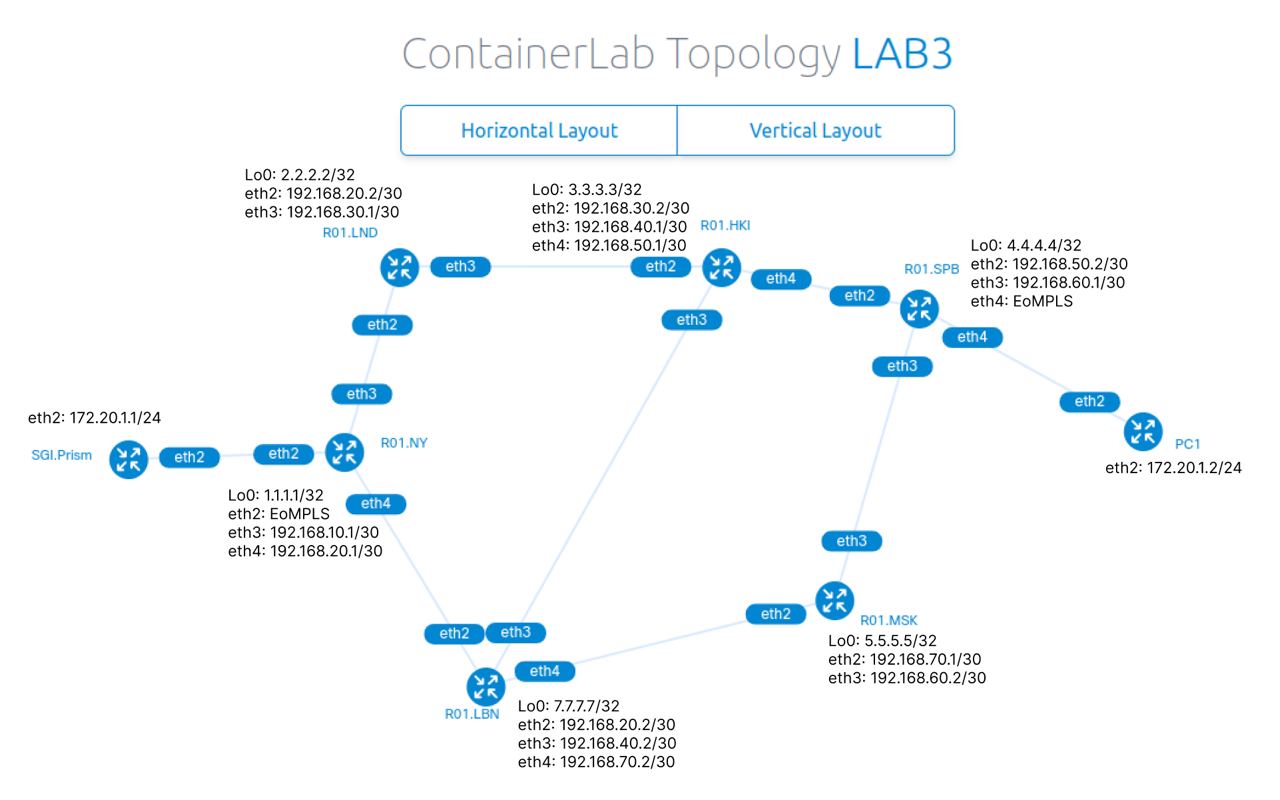 ContainerLab Topology LAB3
Horizontal Layout
Vertical Layout
Lo0: 2.2.2.2/32
eth2: 192.168.20.2/30
eth3: 192.168.30.1/30
R01.LND
Lo0: 3.3.3.3/32
eth2: 192.168.30.2/30
eth3: 192.168.40.1/30
eth4: 192.168.50.1/30
R01.HKI
Lo0: 4.4.4.4/32
eth2: 192.168.50.2/30
eth3: 192.168.60.1/30
eth4: EoMPLS
R01.SPB
eth3
eth2
eth4
eth2
eth2
eth3
eth4
eth3
eth3
eth2
eth2: 172.20.1.1/24
SGI.Prism
eth2
eth2
R01.NY
PC1
eth2: 172.20.1.2/24
Lo0: 1.1.1.1/32
eth2: EoMPLS
eth3: 192.168.10.1/30
eth4: 192.168.20.1/30
eth4
eth3
eth2
eth2
eth3
eth4
R01.MSK
Lo0: 5.5.5.5/32
eth2: 192.168.70.1/30
eth3: 192.168.60.2/30
R01.LBN
Lo0: 7.7.7.7/32
eth2: 192.168.20.2/30
eth3: 192.168.40.2/30
eth4: 192.168.70.2/30